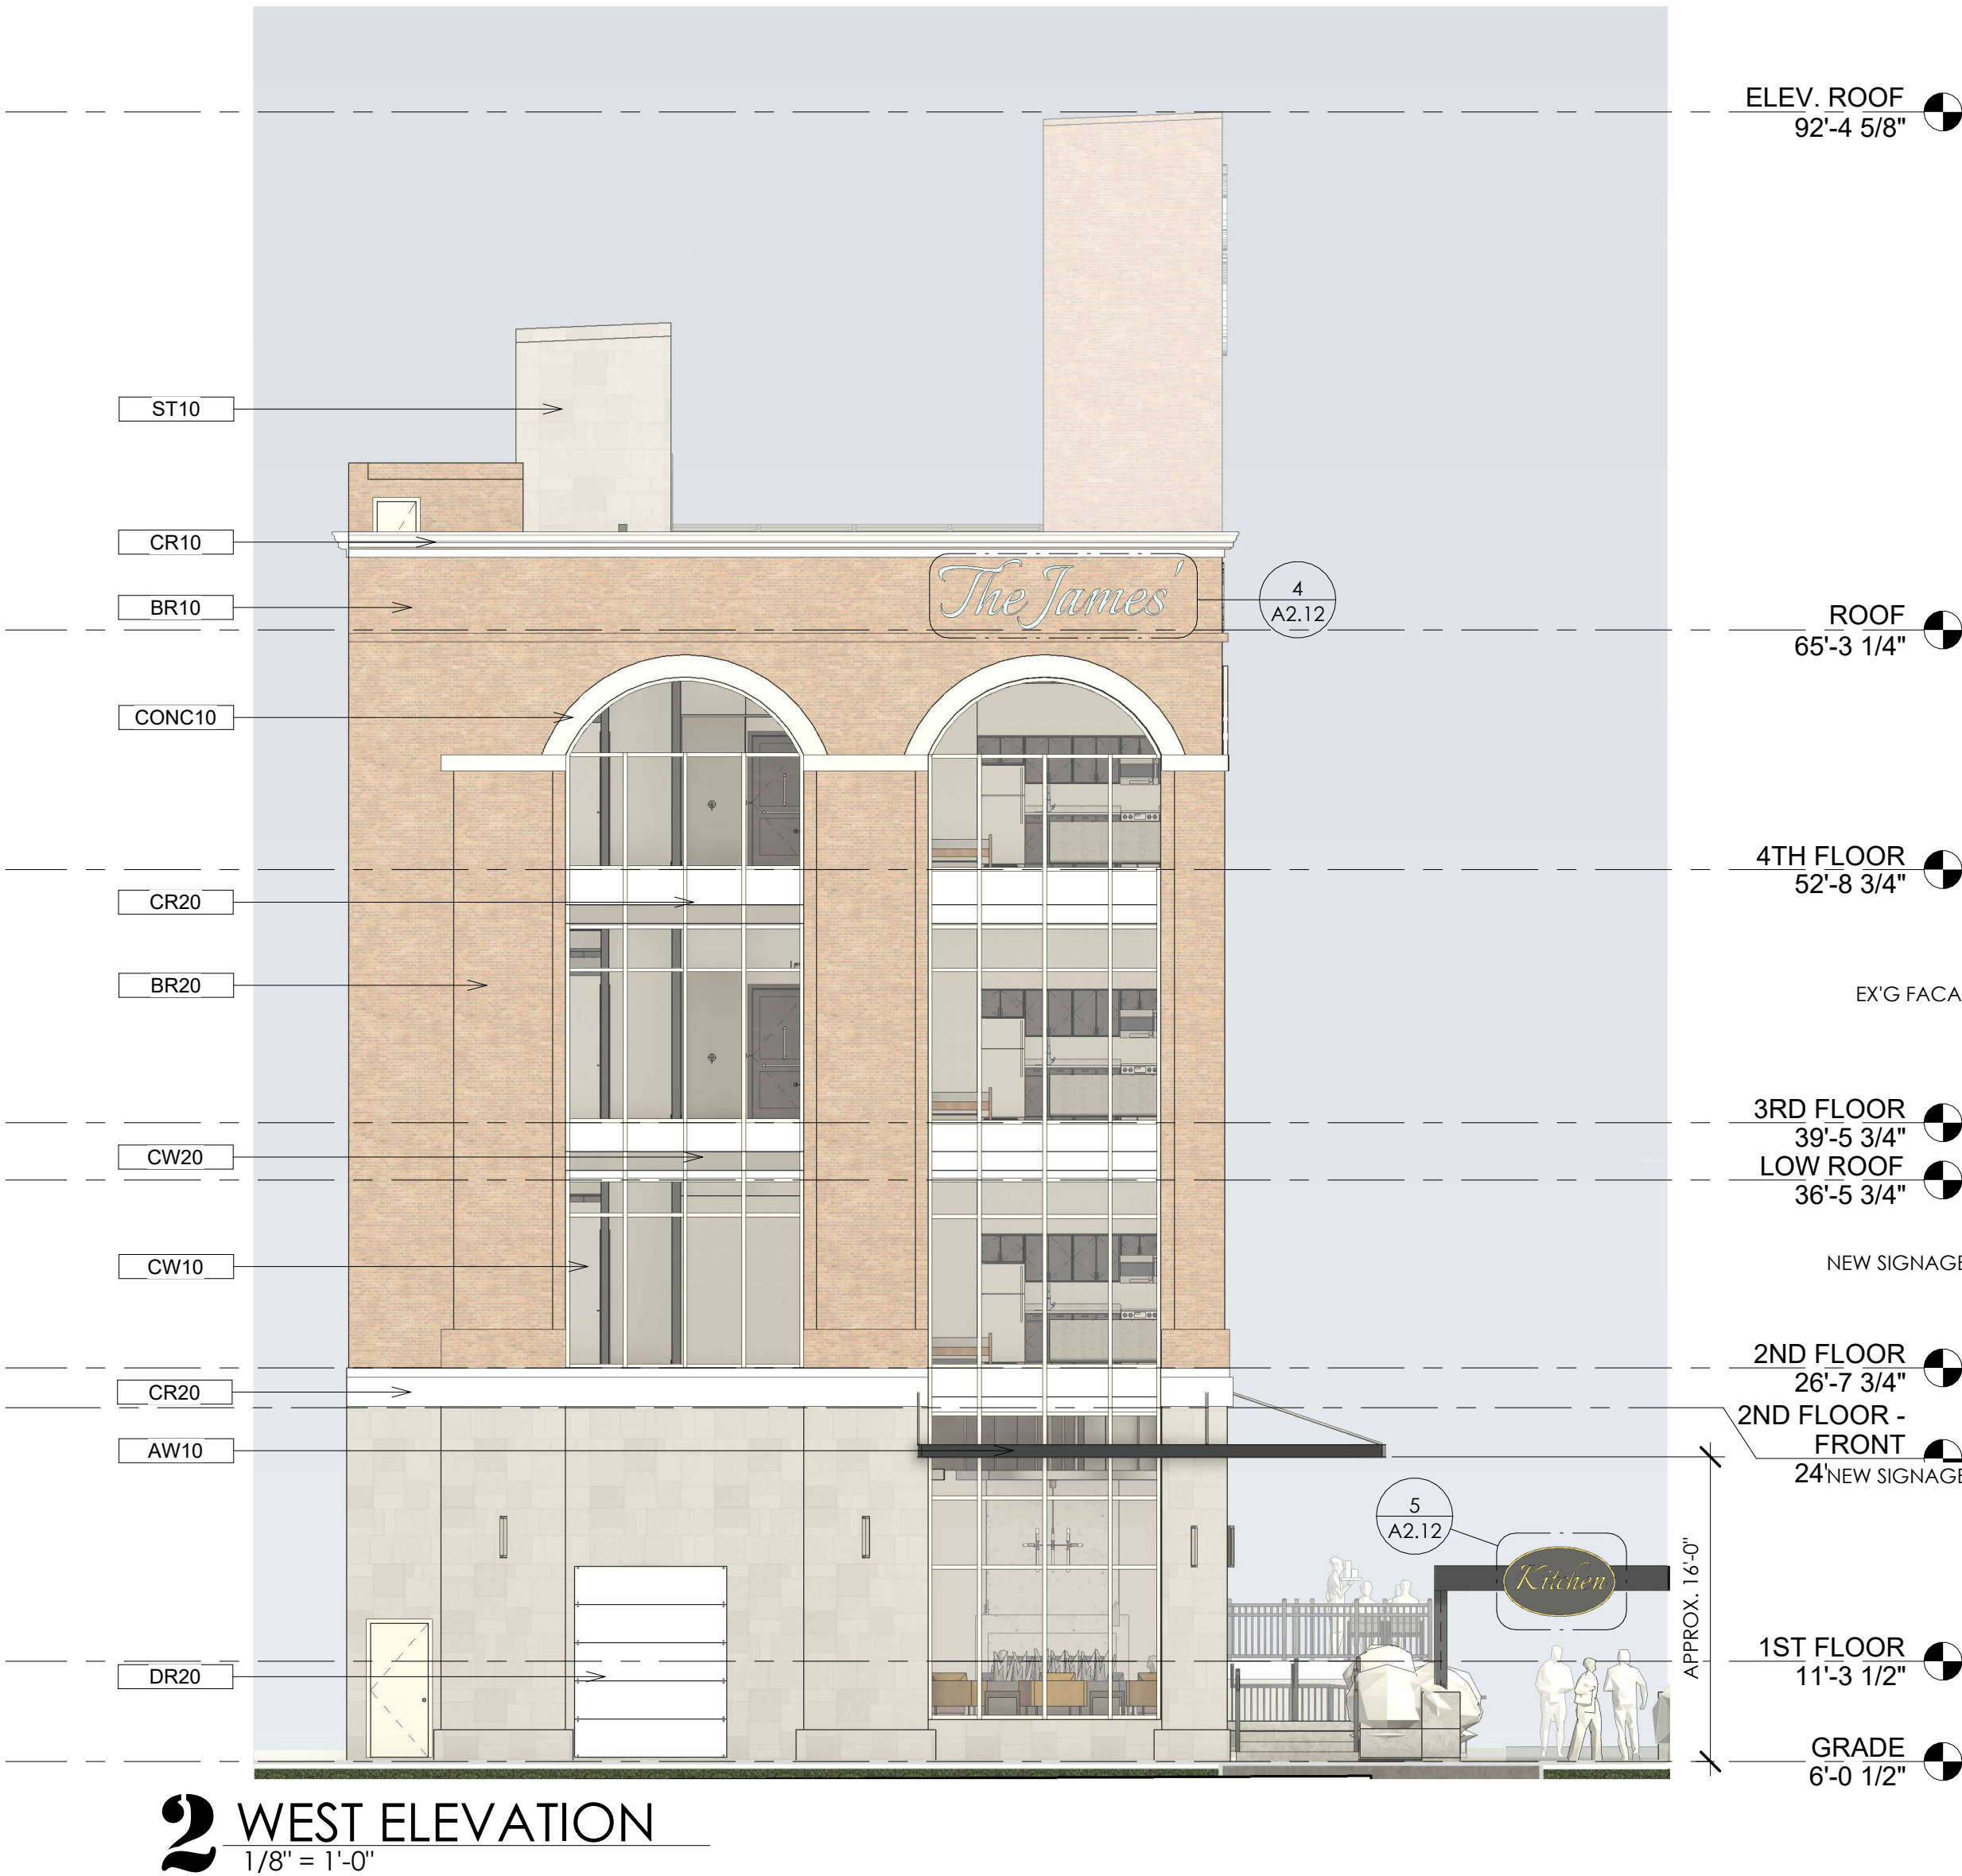 ELEV. ROOF
92'-4 5/8"
ST10
CR10
BR10
The James'
4
A2.12
ROOF
65'-3 1/4"
CONC10
4TH FLOOR
52'-8 3/4"
CR20
BR20
EX'G FACA
3RD FLOOR
39'-5 3/4"
CW20
LOW ROOF
36'-5 3/4"
CW10
NEW SIGNAGE
2ND FLOOR
26'-7 3/4"
CR20
2ND FLOOR -
FRONT
24'
NEW SIGNAGE
AW10
5
A2.12
Kitchen
APPROX. 16'-0"
1ST FLOOR
11'-3 1/2"
DR20
GRADE
6'-0 1/2"
2 WEST ELEVATION
1/8" = 1'-0"